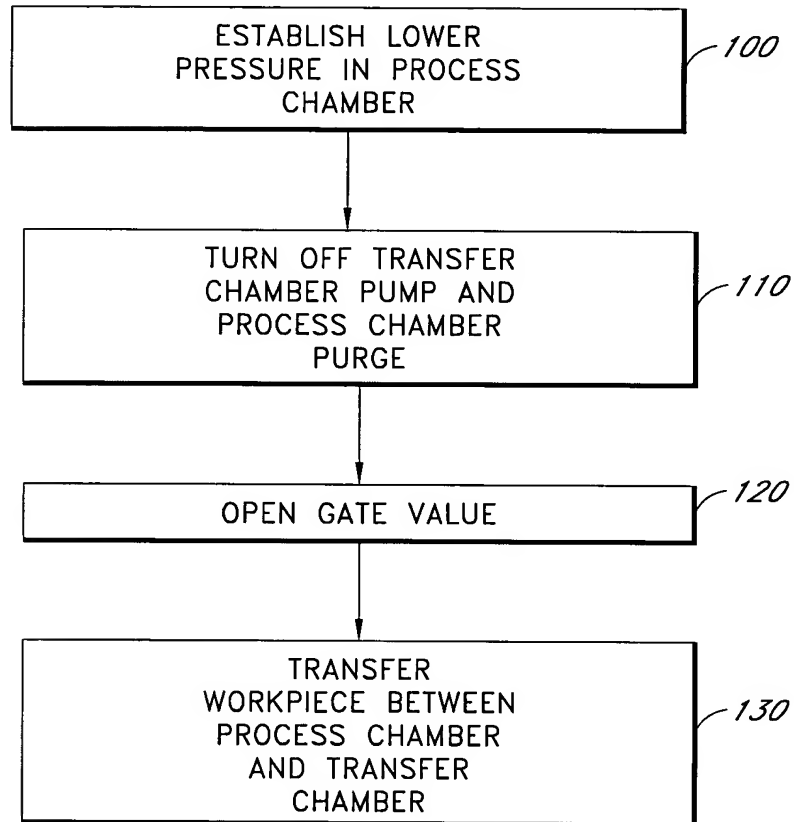 ESTABLISH LOWER
PRESSURE IN PROCESS
CHAMBER
100
TURN OFF TRANSFER
CHAMBER PUMP AND
PROCESS CHAMBER
PURGE
110
OPEN GATE VALUE
120
TRANSFER
WORKPIECE BETWEEN
PROCESS CHAMBER
AND TRANSFER
CHAMBER
130